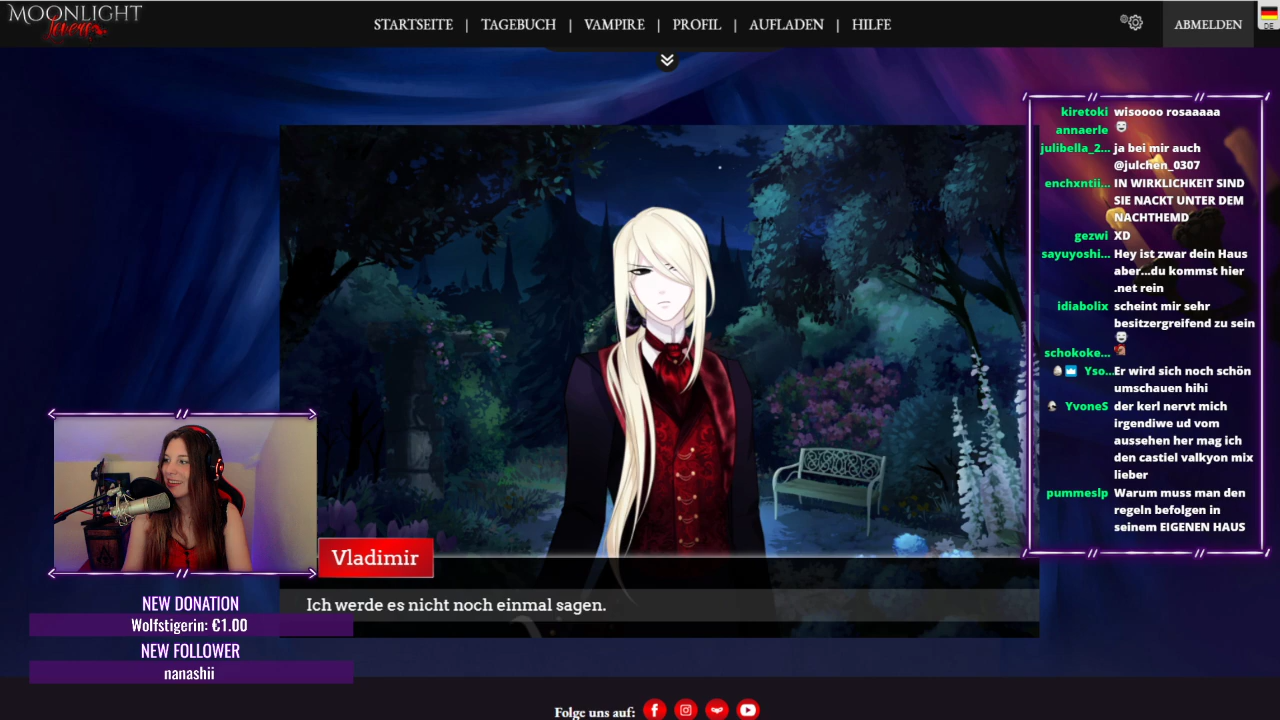 MOONLIGHT
Lovers
STARTSEITE | TAGEBUCH | VAMPIRE | PROFIL | AUFLADEN | HILFE
ABMELDEN
DE
kiretoki wisoooo rosaaaaa
annaerle
julibella_2... ja bei mir auch
@julchen_0307
enchxntii... IN WIRKLICHKEIT SIND
SIE NACKT UNTER DEM
NACHTHEMD
gezwi XD
sayuyoshi... Hey ist zwar dein Haus
aber...du kommst hier
.net rein
idiabolix scheint mir sehr
besitzergreifend zu sein
schokoke...
Yso... Er wird sich noch schön
umschauen hihi
YvoneS der kerl nervt mich
irgendiwe ud vom
aussehen her mag ich
den castiel valkyon mix
lieber
pummeslp Warum muss man den
regeln befolgen in
seinem EIGENEN HAUS
Vladimir
Ich werde es nicht noch einmal sagen.
NEW DONATION
Wolfstigerin: €1.00
NEW FOLLOWER
nanashii
Folge uns auf: